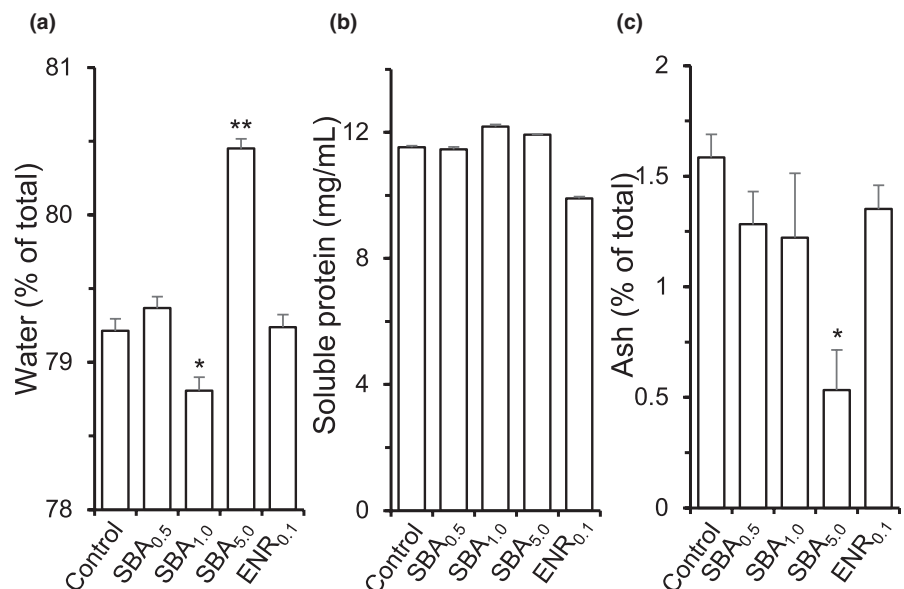 (a)
Water (% of total)
81
80
79
78
*
**
Control
SBA0.5
SBA1.0
SBA5.0
ENR0.1
(b)
Soluble protein (mg/mL)
12
8
4
0
Control
SBA0.5
SBA1.0
SBA5.0
ENR0.1
(c)
Ash (% of total)
2
1.5
1
0.5
0
*
Control
SBA0.5
SBA1.0
SBA5.0
ENR0.1